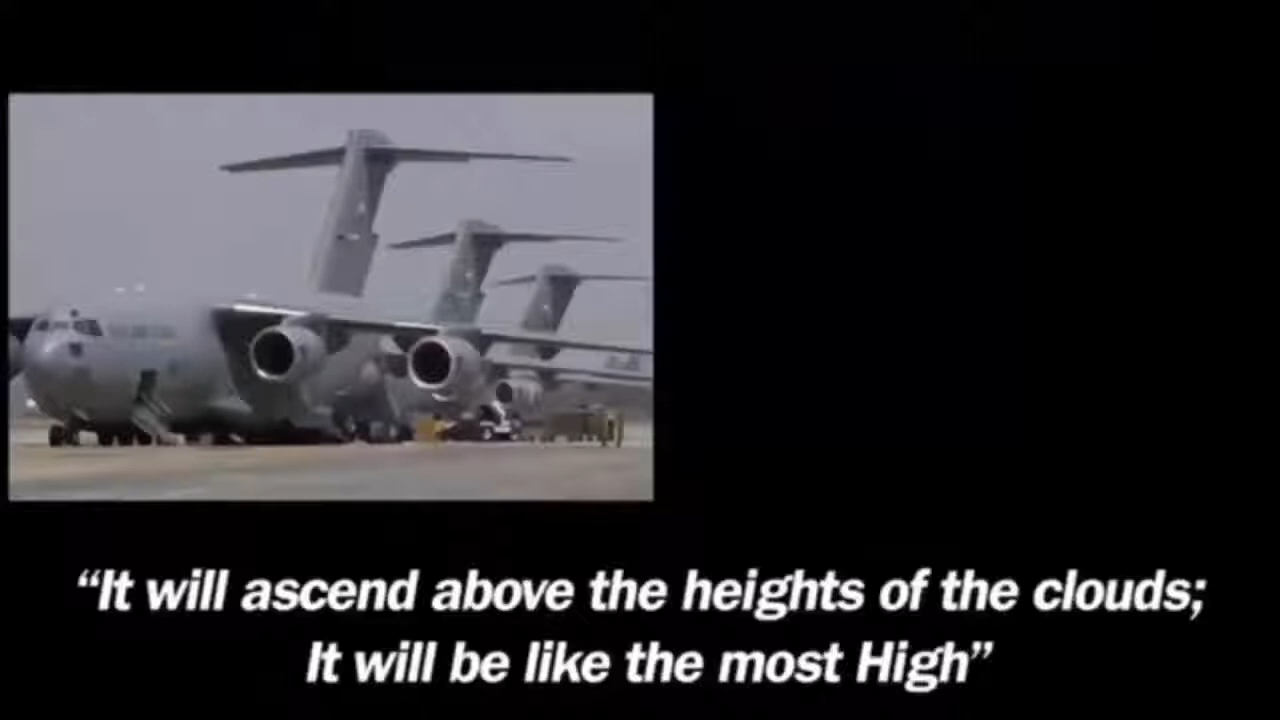 “It will ascend above the heights of the clouds;
It will be like the most High”